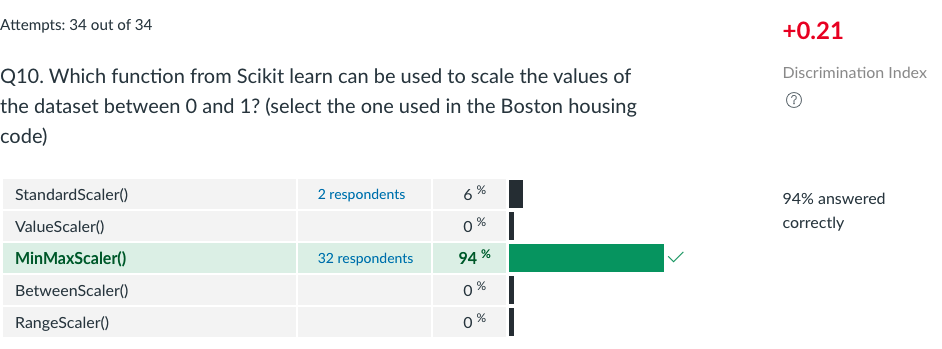 Attempts: 34 out of 34
+0.21
Discrimination Index
?
Q10. Which function from Scikit learn can be used to scale the values of
the dataset between 0 and 1? (select the one used in the Boston housing
code)
StandardScaler() 2 respondents 6 %
ValueScaler() 0 %
MinMaxScaler() 32 respondents 94 %
BetweenScaler() 0 %
RangeScaler() 0 %
94% answered
correctly